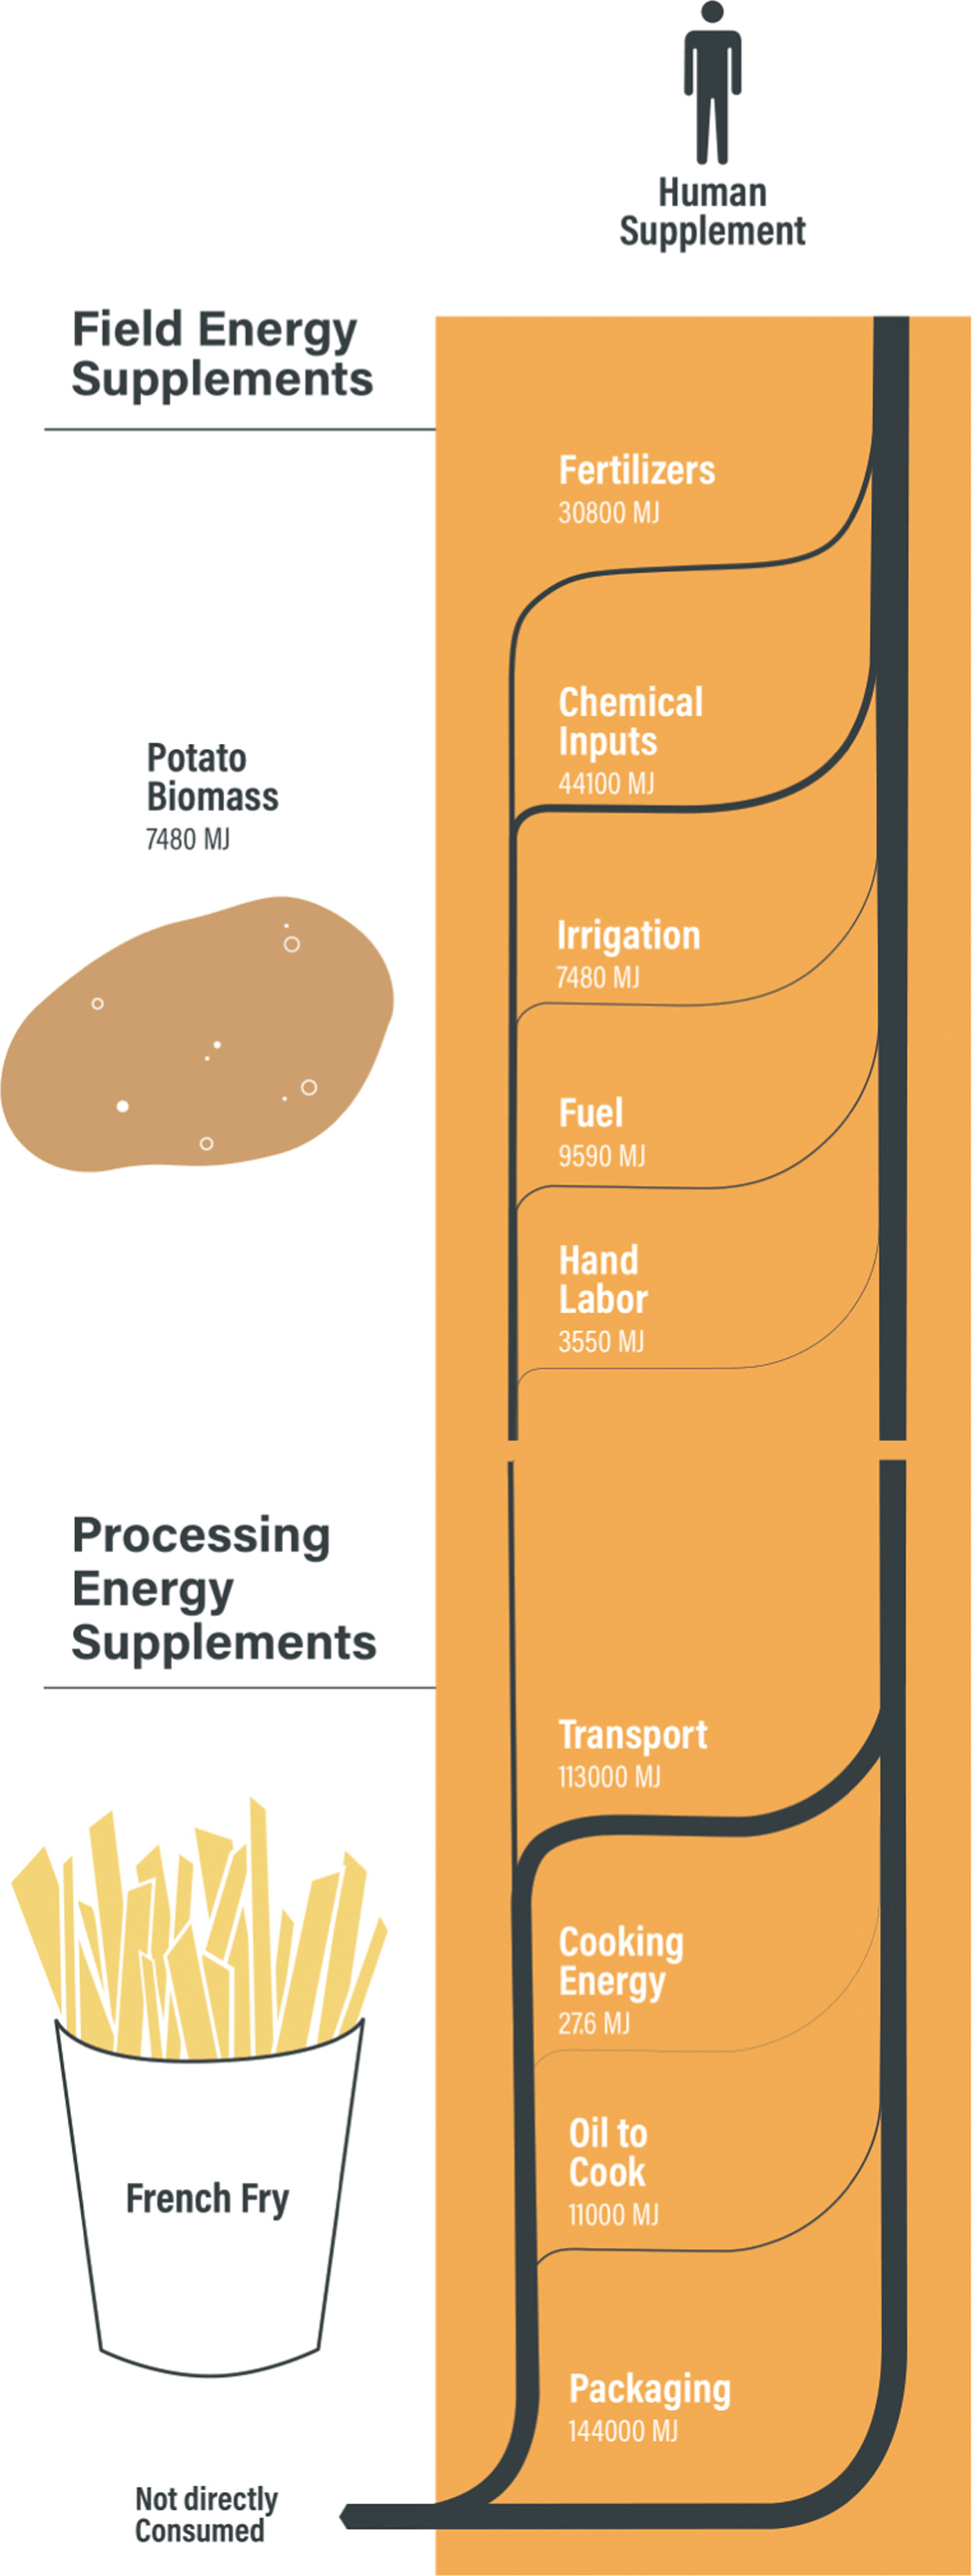 Human
Supplement
Field Energy
Supplements
Fertilizers
30800 MJ
Chemical
Inputs
44100 MJ
Potato
Biomass
7480 MJ
Irrigation
7480 MJ
Fuel
9590 MJ
Hand
Labor
3550 MJ
Processing
Energy
Supplements
Transport
113000 MJ
Cooking
Energy
27.6 MJ
Oil to
Cook
11000 MJ
French Fry
Packaging
144000 MJ
Not directly
Consumed